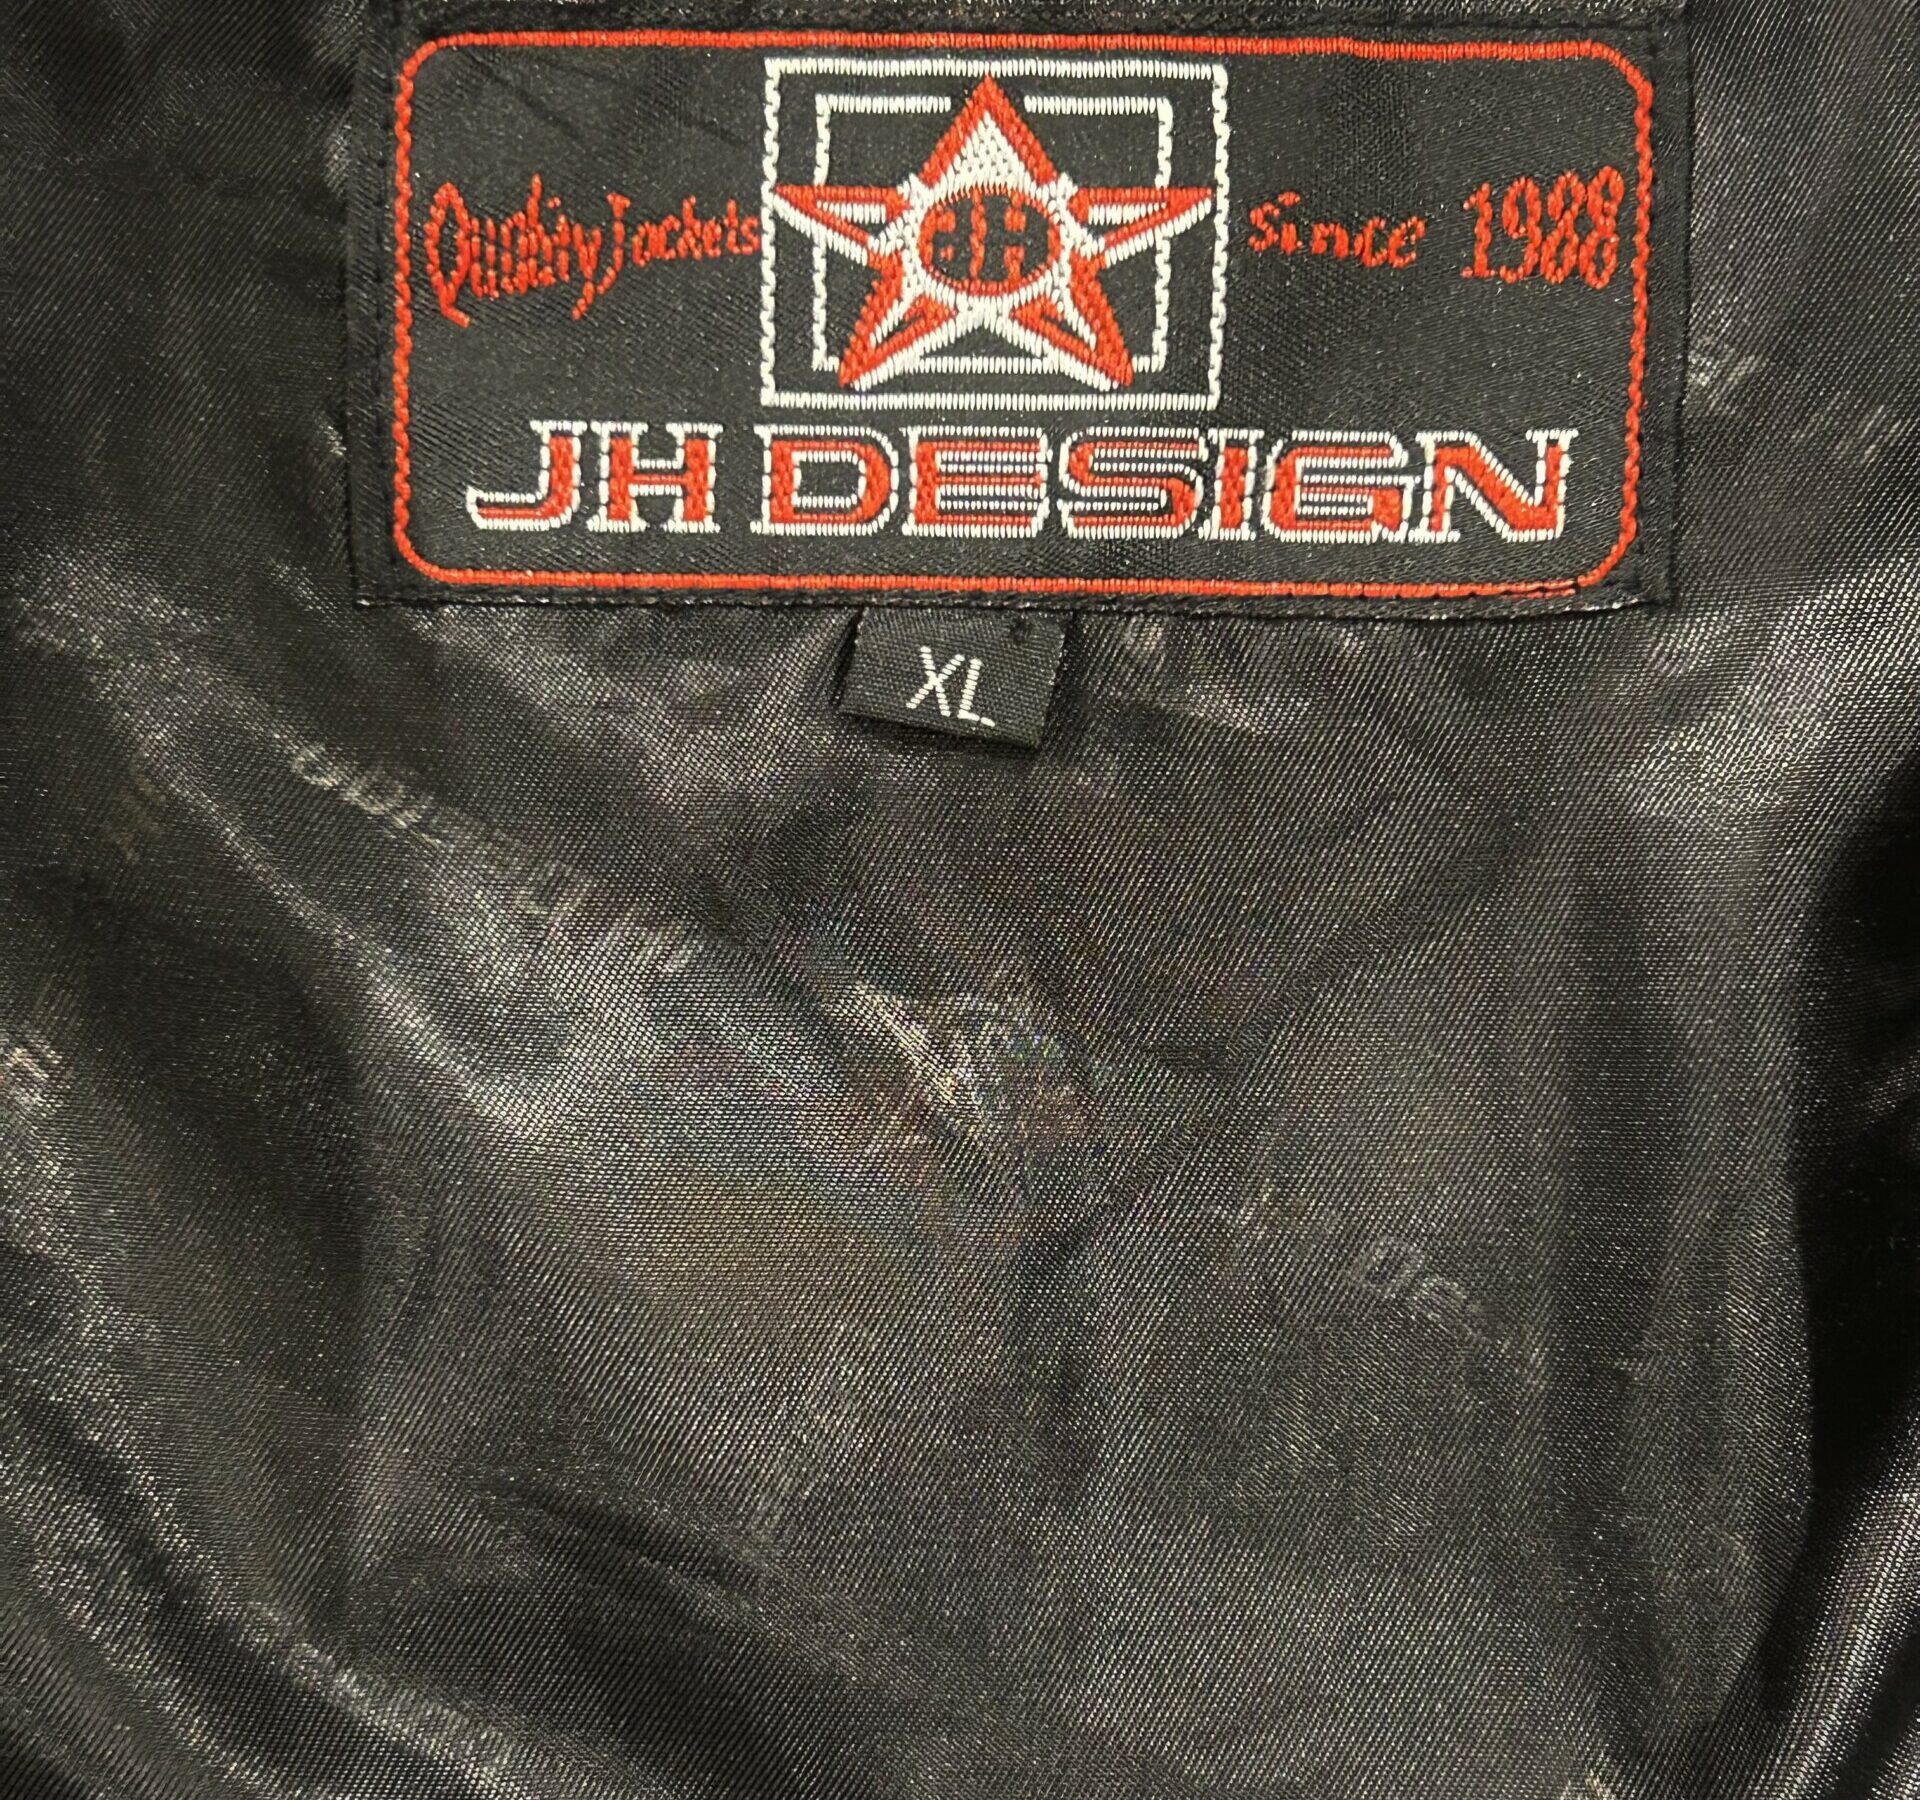 Quality Jackets
JH
Since 1988
JH DESIGN
XL